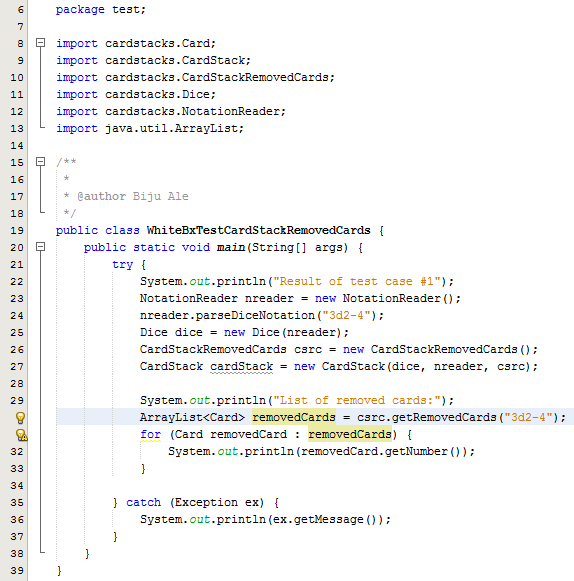 6 package test;
7
8 import cardstacks.Card;
9 import cardstacks.CardStack;
10 import cardstacks.CardStackRemovedCards;
11 import cardstacks.Dice;
12 import cardstacks.NotationReader;
13 import java.util.ArrayList;
14
15 /**
16 *
17 * @author Biju Ale
18 */
19 public class WhiteBxTestCardStackRemovedCards {
20 public static void main(String[] args) {
21 try {
22 System.out.println("Result of test case #1");
23 NotationReader nreader = new NotationReader();
24 nreader.parseDiceNotation("3d2-4");
25 Dice dice = new Dice(nreader);
26 CardStackRemovedCards csrc = new CardStackRemovedCards();
27 CardStack cardStack = new CardStack(dice, nreader, csrc);
28
29 System.out.println("List of removed cards:");
ArrayList<Card> removedCards = csrc.getRemovedCards("3d2-4");
for (Card removedCard : removedCards) {
32 System.out.println(removedCard.getNumber());
33 }
34
35 } catch (Exception ex) {
36 System.out.println(ex.getMessage());
37 }
38 }
39 }